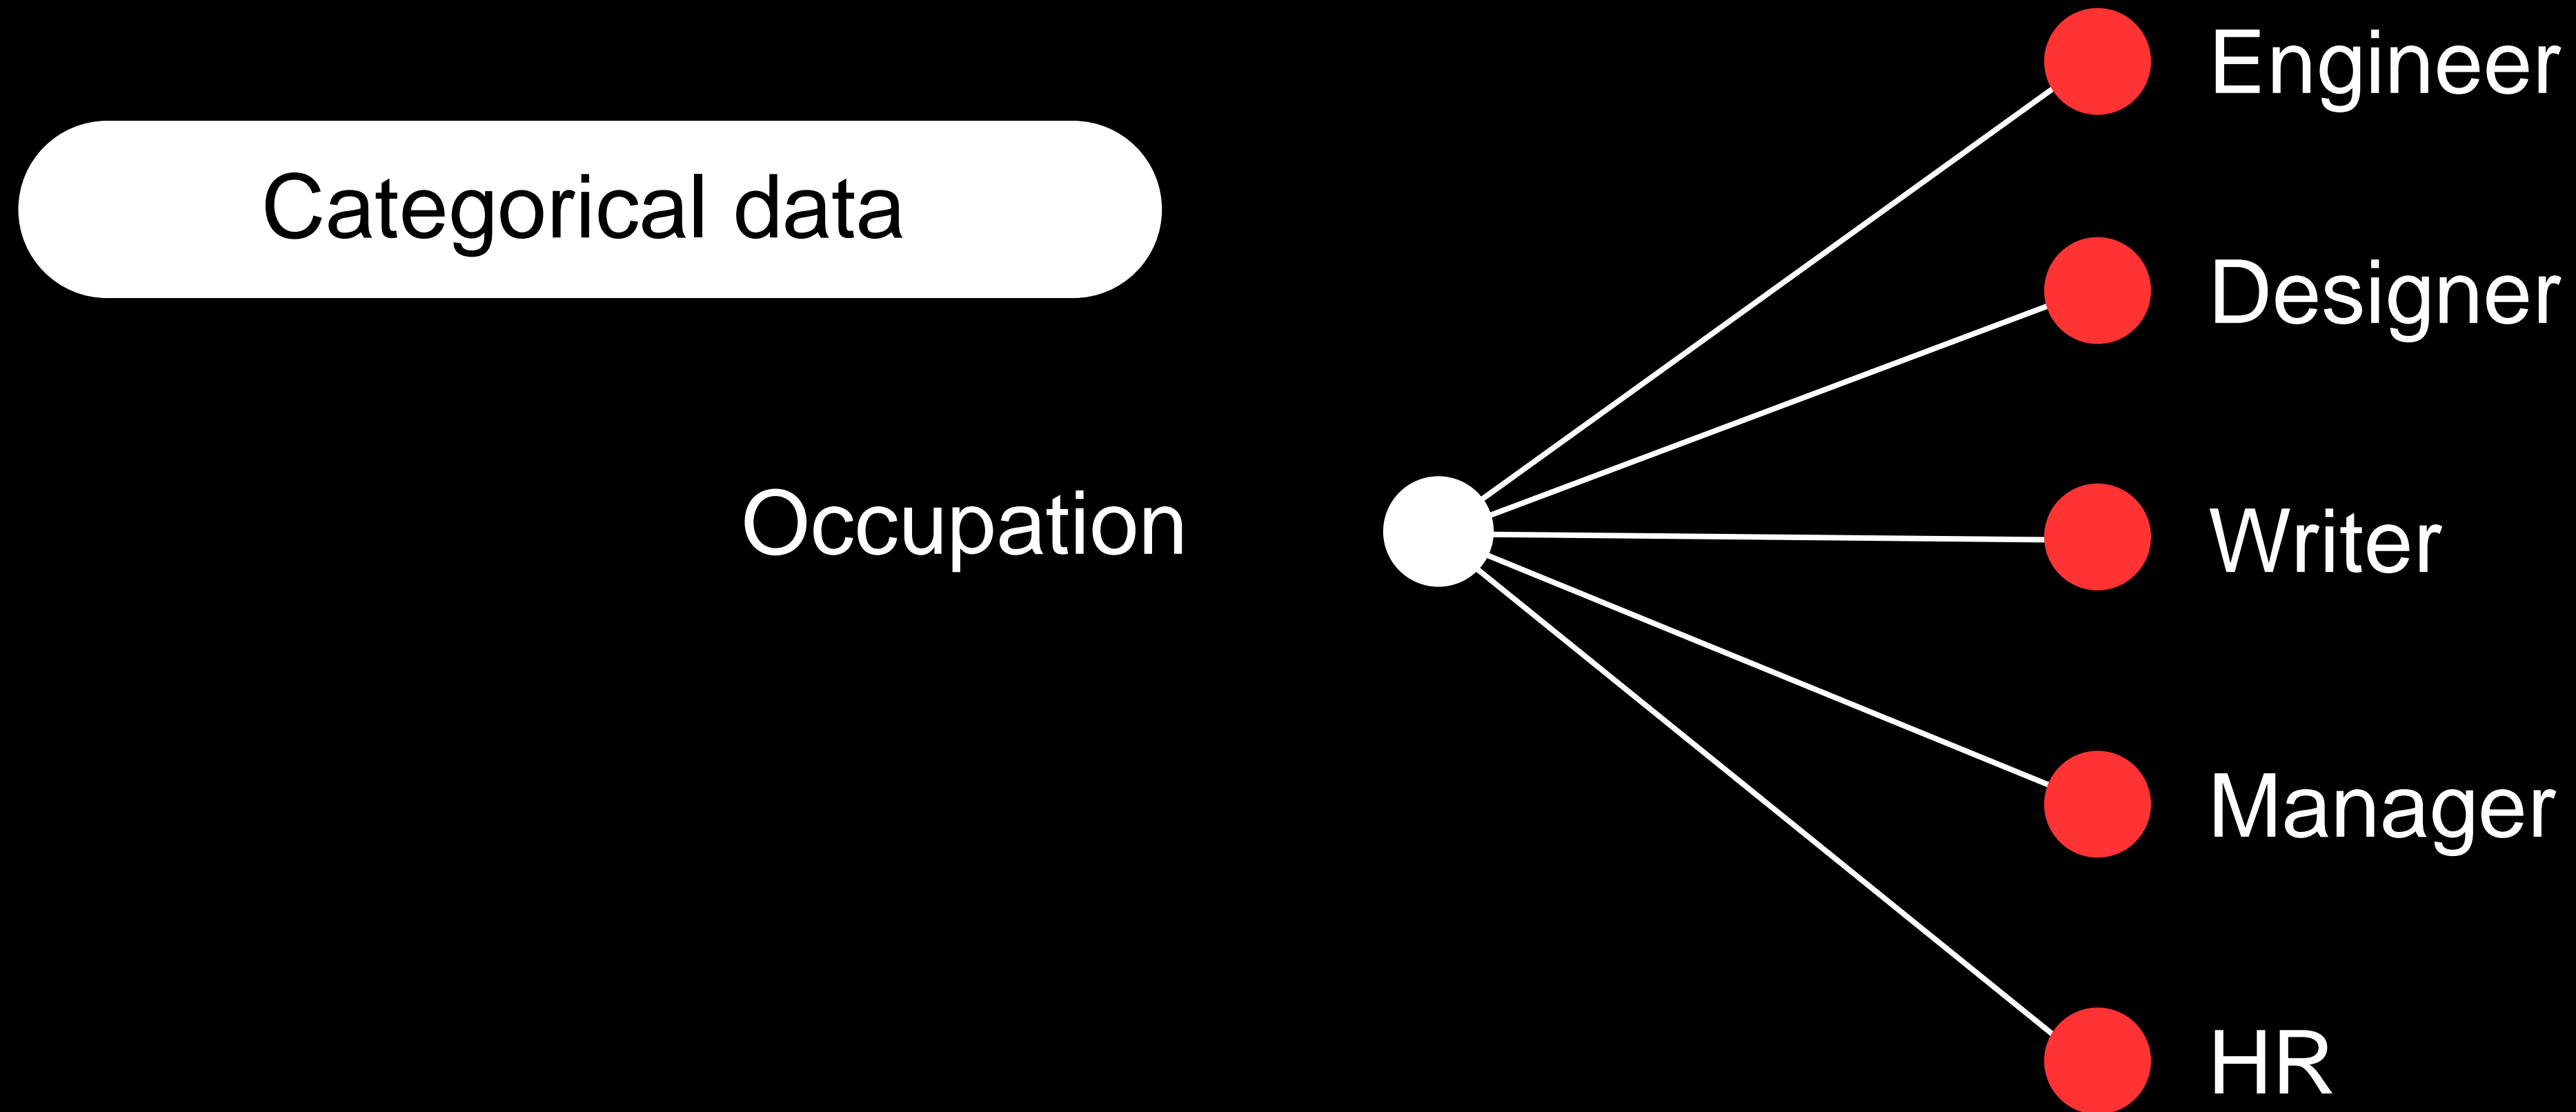 Categorical data
Occupation
Engineer
Designer
Writer
Manager
HR